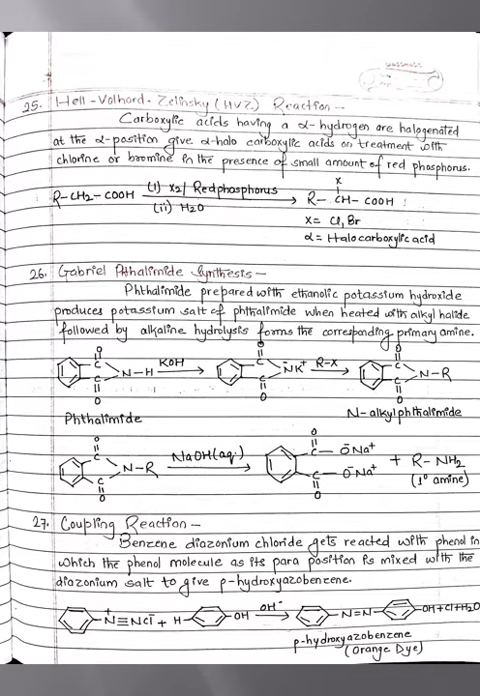 25. Hell-Volhord-Zelinsky (HVZ) Reaction -
Carboxylic acids having a α-hydrogen are halogenated
at the α-position give α-halo carboxylic acids on treatment with
chlorine or bromine in the presence of small amount of red phosphorus.
X
R-CH2-COOH (i) X2/ Red phosphorus R- CH- COOH
(ii) H2O
X= Cl, Br
α = Halocarboxylic acid
26. Gabriel Phthalimide Synthesis -
Phthalimide prepared with ethanolic potassium hydroxide
produces potassium salt of phthalimide when heated with alkyl halide
followed by alkaline hydrolysis forms the corresponding primary amine.
O O O
C C C
N-H KOH → N̄K⁺ R-X → N-R
C C C
O O O
Phthalimide N-alkylphthalimide
O O
C C - ŌNa⁺
N-R NaOH(aq.) → + R-NH2
C C - ŌNa⁺ (1° amine)
O O
27. Coupling Reaction -
Benzene diazonium chloride gets reacted with phenol in
which the phenol molecule as its para position is mixed with the
diazonium salt to give p-hydroxyazobenzene.
N⁺≡NCl⁻ + H- -OH OH⁻ → -N=N- -OH+Cl+H2O
p-hydroxyazobenzene
(Orange Dye)